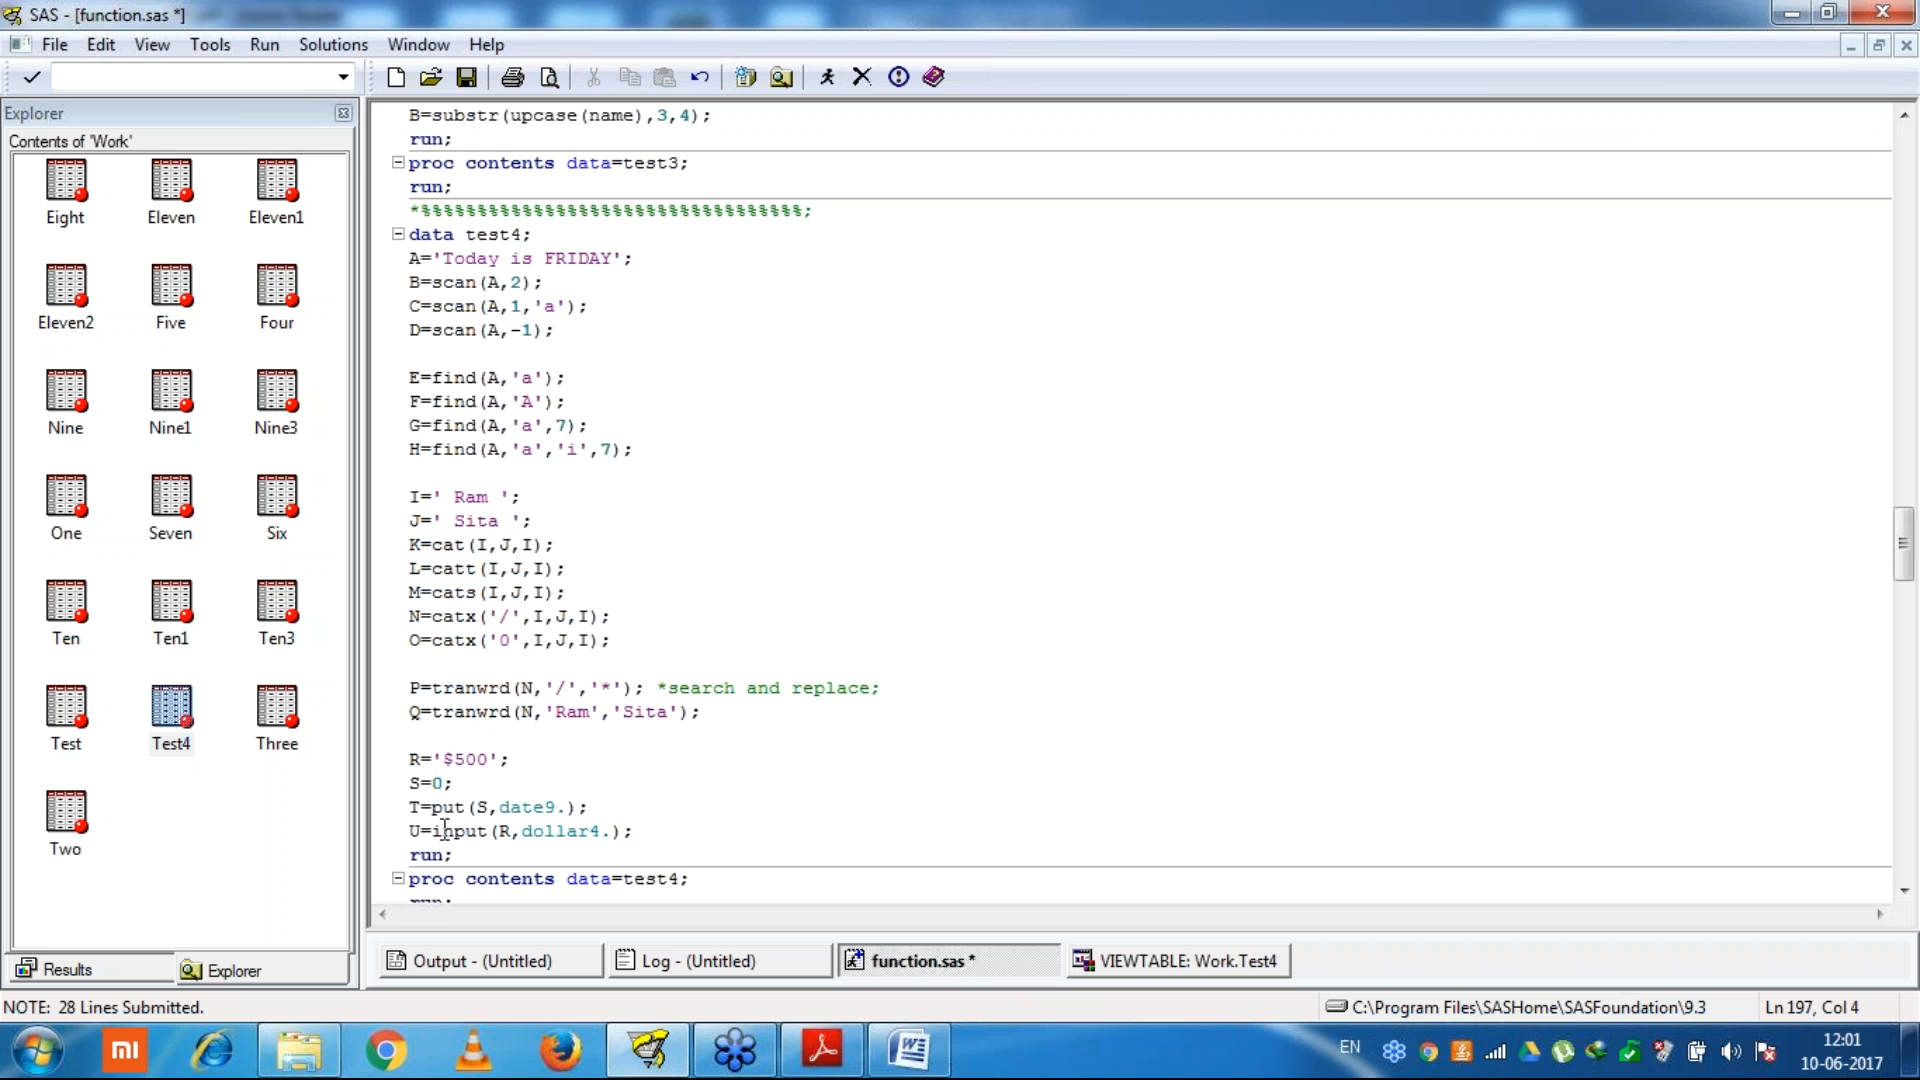 SAS - [function.sas *]
File Edit View Tools Run Solutions Window Help
Explorer
Contents of 'Work'
Eight Eleven Eleven1
Eleven2 Five Four
Nine Nine1 Nine3
One Seven Six
Ten Ten1 Ten3
Test Test4 Three
Two
Results Explorer
B=substr(upcase(name),3,4);
run;
proc contents data=test3;
run;
*%%%%%%%%%%%%%%%%%%%%%%%%%%%%%%%%%%;
data test4;
A='Today is FRIDAY';
B=scan(A,2);
C=scan(A,1,'a');
D=scan(A,-1);
E=find(A,'a');
F=find(A,'A');
G=find(A,'a',7);
H=find(A,'a','i',7);
I=' Ram ';
J=' Sita ';
K=cat(I,J,I);
L=catt(I,J,I);
M=cats(I,J,I);
N=catx('/',I,J,I);
O=catx('0',I,J,I);
P=tranwrd(N,'/','*'); *search and replace;
Q=tranwrd(N,'Ram','Sita');
R='$500';
S=0;
T=put(S,date9.);
U=input(R,dollar4.);
run;
proc contents data=test4;
run;
Output - (Untitled) Log - (Untitled) function.sas * VIEWTABLE: Work.Test4
NOTE: 28 Lines Submitted. C:\Program Files\SASHome\SASFoundation\9.3 Ln 197, Col 4
mi EN 12:01
10-06-2017